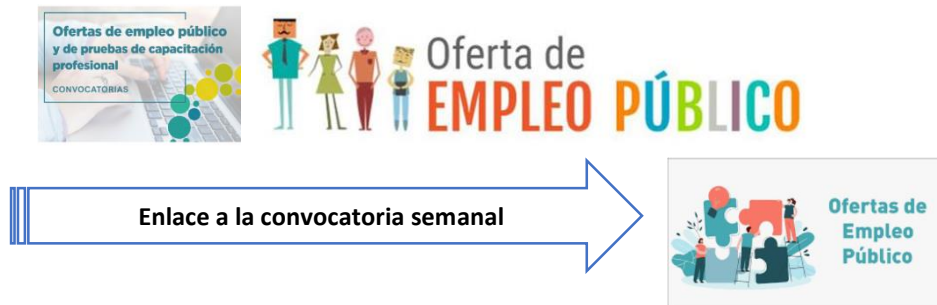 Ofertas de empleo público
y de pruebas de capacitación
profesional
CONVOCATORIAS
Oferta de
EMPLEO PÚBLICO
Enlace a la convocatoria semanal
Ofertas de
Empleo
Público